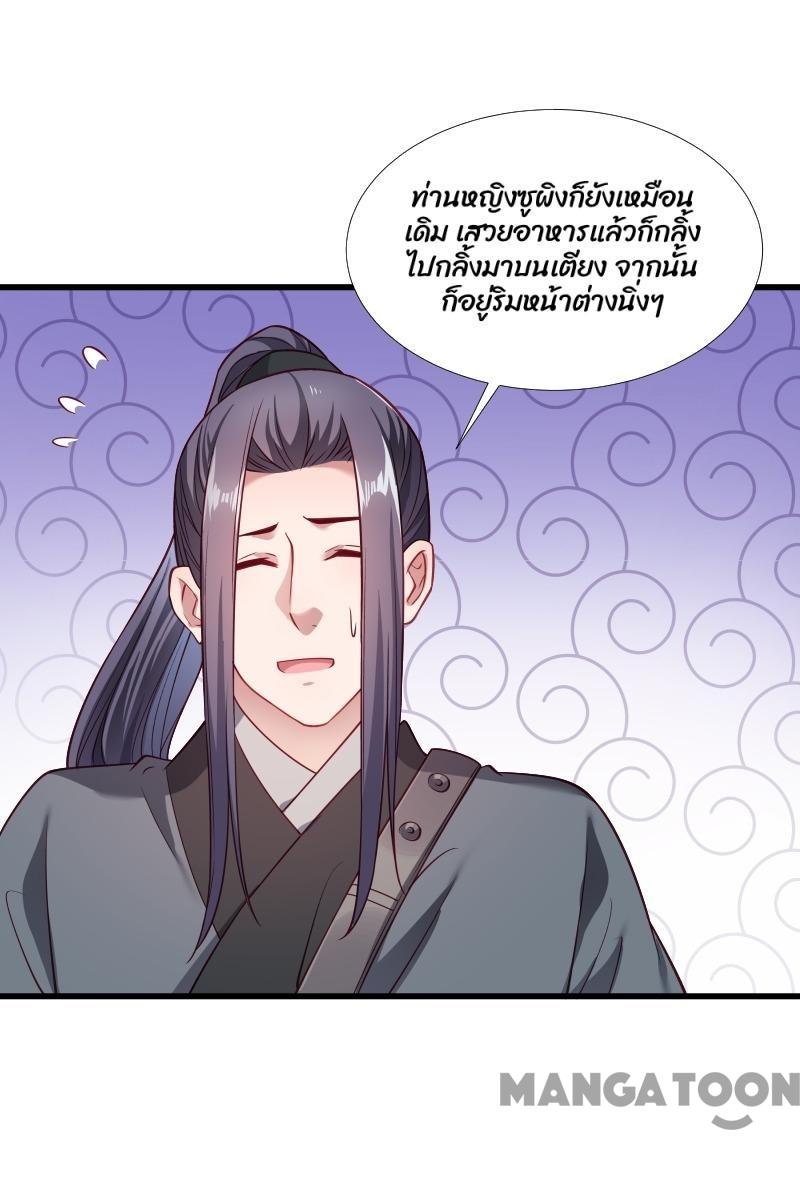 ท่านหญิงซูผิงก็ยังเหมือน
เดิม เสวยอาหารแล้วก็กลิ้ง
ไปกลิ้งมาบนเตียง จากนั้น
ก็อยู่ริมหน้าต่างนิ่งๆ
MANGATOON